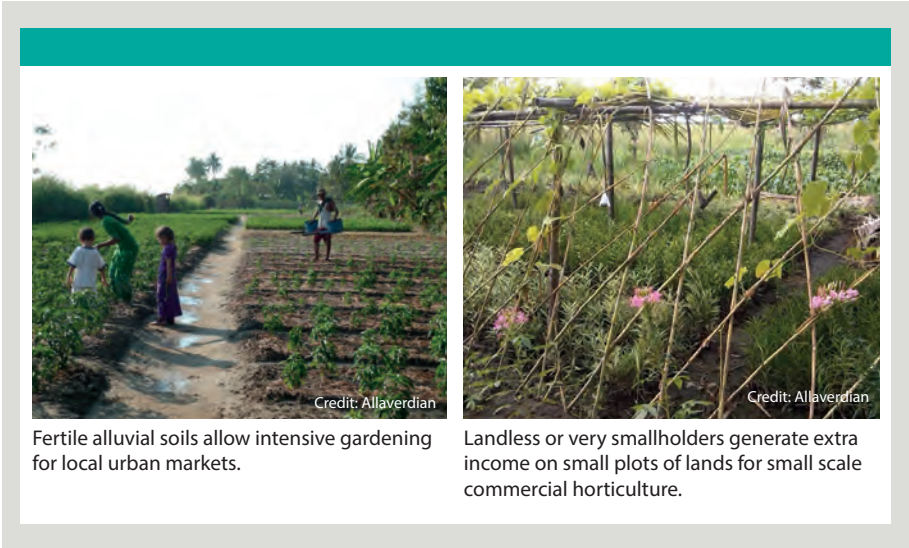 Credit: Allaverdian
Fertile alluvial soils allow intensive gardening
for local urban markets.
Credit: Allaverdian
Landless or very smallholders generate extra
income on small plots of lands for small scale
commercial horticulture.